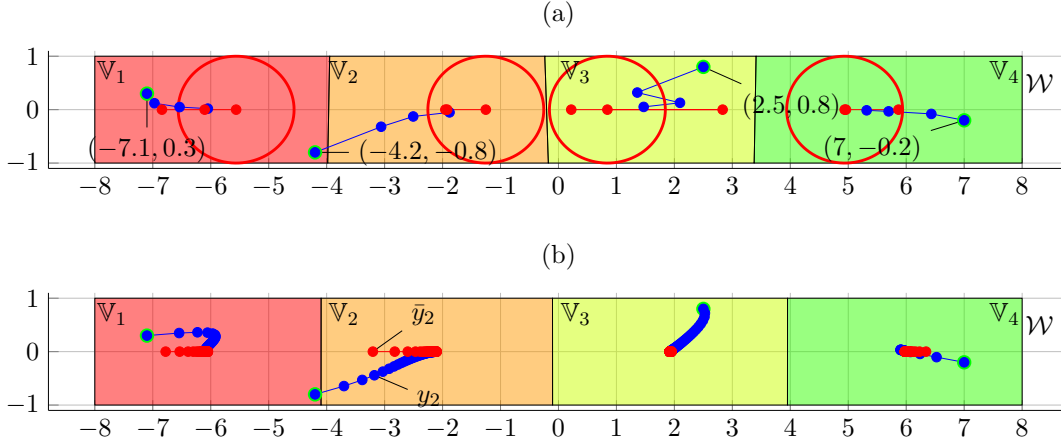 (a)
1
𝕍₁ 𝕍₂ 𝕍₃ 𝕍₄
0
𝒲
(2.5, 0.8)
(−7.1, 0.3) (−4.2, −0.8) (7, −0.2)
−1
−8 −7 −6 −5 −4 −3 −2 −1 0 1 2 3 4 5 6 7 8
(b)
1
𝕍₁ 𝕍₂ ȳ₂ 𝕍₃ 𝕍₄
0
𝒲
y₂
−1
−8 −7 −6 −5 −4 −3 −2 −1 0 1 2 3 4 5 6 7 8